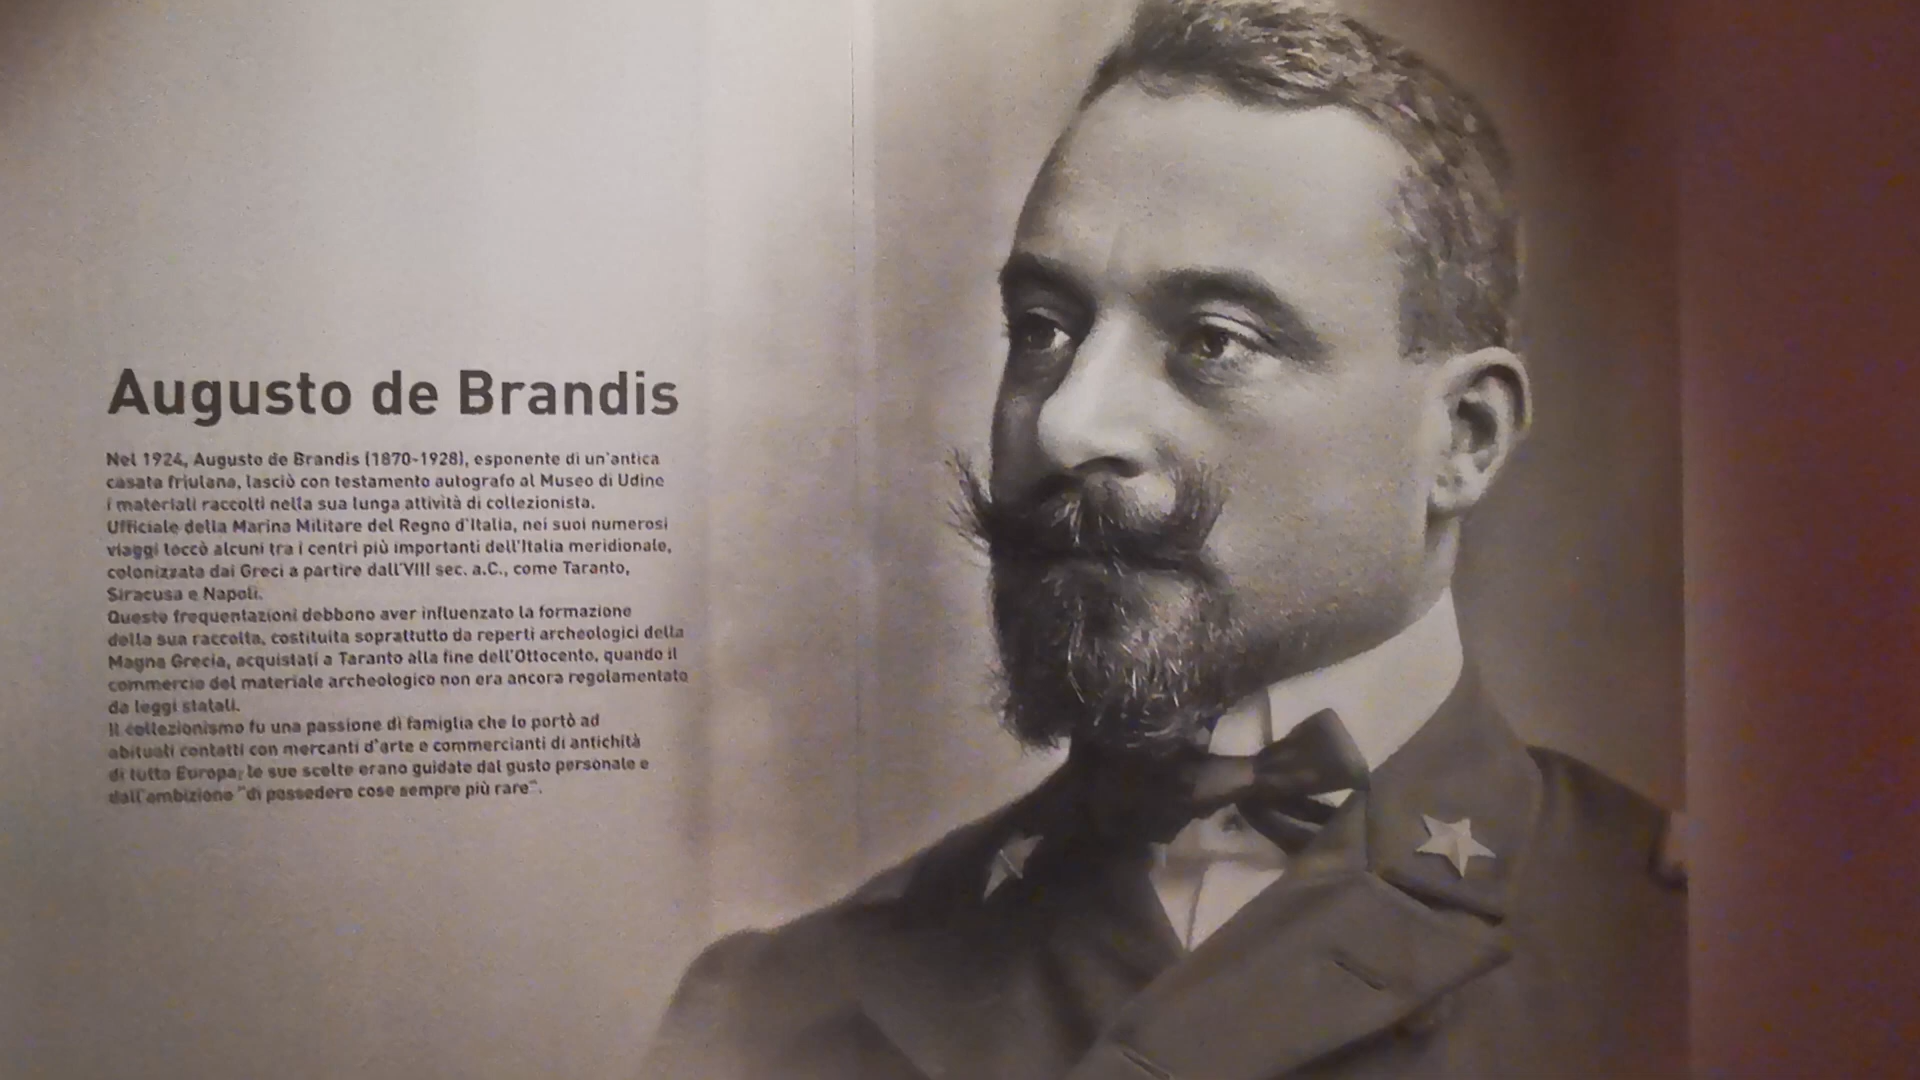 Augusto de Brandis
Nel 1924, Augusto de Brandis (1870-1928), esponente di un'antica
casata friulana, lasciò con testamento autografo al Museo di Udine
i materiali raccolti nella sua lunga attività di collezionista.
Ufficiale della Marina Militare del Regno d'Italia, nei suoi numerosi
viaggi toccò alcuni tra i centri più importanti dell'Italia meridionale,
colonizzata dai Greci a partire dall'VIII sec. a.C., come Taranto,
Siracusa e Napoli.
Queste frequentazioni debbono aver influenzato la formazione
della sua raccolta, costituita soprattutto da reperti archeologici della
Magna Grecia, acquistati a Taranto alla fine dell'Ottocento, quando il
commercio del materiale archeologico non era ancora regolamentato
da leggi statali.
Il collezionismo fu una passione di famiglia che lo portò ad
abituali contatti con mercanti d'arte e commercianti di antichità
di tutta Europa; le sue scelte erano guidate dal gusto personale e
dall'ambizione "di possedere cose sempre più rare".